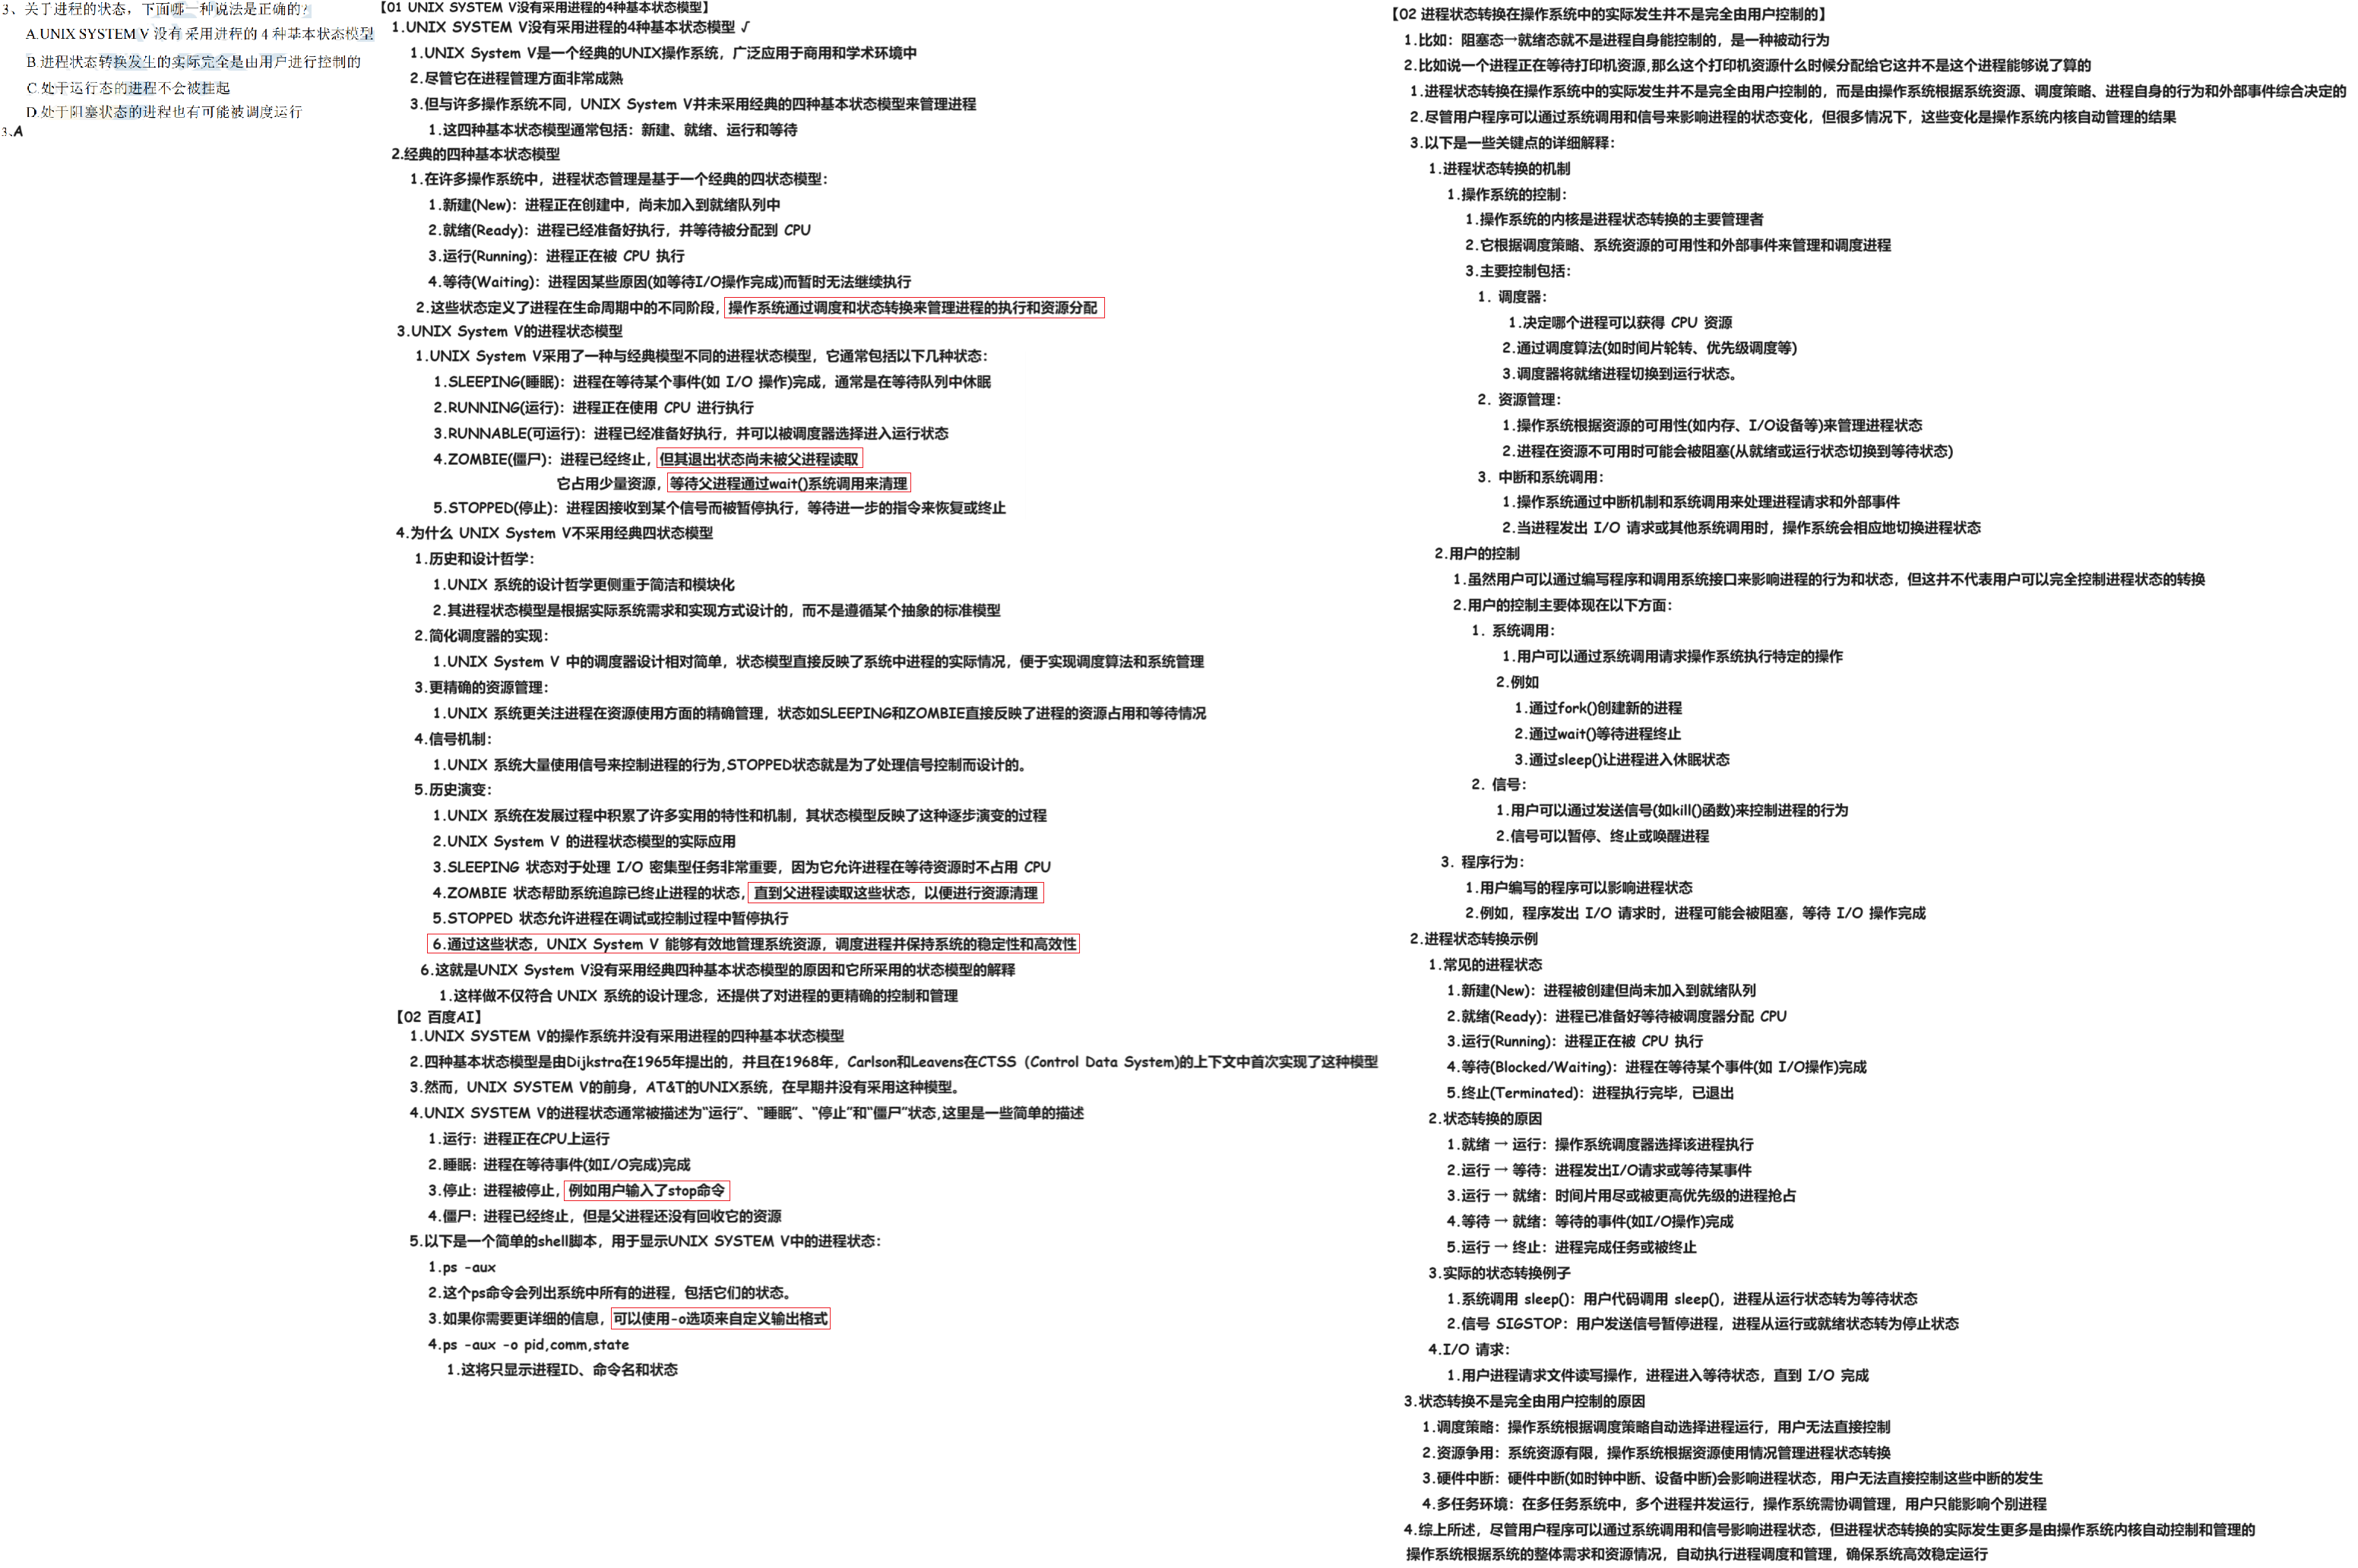 3、关于进程的状态，下面哪一种说法是正确的?
A.UNIX SYSTEM V 没有采用进程的 4 种基本状态模型
B 进程状态转换发生的实际完全是由用户进行控制的
C.处于运行态的进程不会被挂起
D.处于阻塞状态的进程也有可能被调度运行
3、A
【01 UNIX SYSTEM V没有采用进程的4种基本状态模型】
1.UNIX SYSTEM V没有采用进程的4种基本状态模型 √
1.UNIX System V是一个经典的UNIX操作系统，广泛应用于商用和学术环境中
2.尽管它在进程管理方面非常成熟
3.但与许多操作系统不同，UNIX System V并未采用经典的四种基本状态模型来管理进程
1.这四种基本状态模型通常包括：新建、就绪、运行和等待
2.经典的四种基本状态模型
1.在许多操作系统中，进程状态管理是基于一个经典的四状态模型：
1.新建(New)：进程正在创建中，尚未加入到就绪队列中
2.就绪(Ready)：进程已经准备好执行，并等待被分配到 CPU
3.运行(Running)：进程正在被 CPU 执行
4.等待(Waiting)：进程因某些原因(如等待I/O操作完成)而暂时无法继续执行
2.这些状态定义了进程在生命周期中的不同阶段，操作系统通过调度和状态转换来管理进程的执行和资源分配
3.UNIX System V的进程状态模型
1.UNIX System V采用了一种与经典模型不同的进程状态模型，它通常包括以下几种状态：
1.SLEEPING(睡眠)：进程在等待某个事件(如 I/O 操作)完成，通常是在等待队列中休眠
2.RUNNING(运行)：进程正在使用 CPU 进行执行
3.RUNNABLE(可运行)：进程已经准备好执行，并可以被调度器选择进入运行状态
4.ZOMBIE(僵尸)：进程已经终止，但其退出状态尚未被父进程读取
它占用少量资源，等待父进程通过wait()系统调用来清理
5.STOPPED(停止)：进程因接收到某个信号而被暂停执行，等待进一步的指令来恢复或终止
4.为什么 UNIX System V不采用经典四状态模型
1.历史和设计哲学：
1.UNIX 系统的设计哲学更侧重于简洁和模块化
2.其进程状态模型是根据实际系统需求和实现方式设计的，而不是遵循某个抽象的标准模型
2.简化调度器的实现：
1.UNIX System V 中的调度器设计相对简单，状态模型直接反映了系统中进程的实际情况，便于实现调度算法和系统管理
3.更精确的资源管理：
1.UNIX 系统更关注进程在资源使用方面的精确管理，状态如SLEEPING和ZOMBIE直接反映了进程的资源占用和等待情况
4.信号机制：
1.UNIX 系统大量使用信号来控制进程的行为,STOPPED状态就是为了处理信号控制而设计的。
5.历史演变：
1.UNIX 系统在发展过程中积累了许多实用的特性和机制，其状态模型反映了这种逐步演变的过程
2.UNIX System V 的进程状态模型的实际应用
3.SLEEPING 状态对于处理 I/O 密集型任务非常重要，因为它允许进程在等待资源时不占用 CPU
4.ZOMBIE 状态帮助系统追踪已终止进程的状态，直到父进程读取这些状态，以便进行资源清理
5.STOPPED 状态允许进程在调试或控制过程中暂停执行
6.通过这些状态，UNIX System V 能够有效地管理系统资源，调度进程并保持系统的稳定性和高效性
6.这就是UNIX System V没有采用经典四种基本状态模型的原因和它所采用的状态模型的解释
1.这样做不仅符合 UNIX 系统的设计理念，还提供了对进程的更精确的控制和管理
【02 百度AI】
1.UNIX SYSTEM V的操作系统并没有采用进程的四种基本状态模型
2.四种基本状态模型是由Dijkstra在1965年提出的，并且在1968年，Carlson和Leavens在CTSS（Control Data System)的上下文中首次实现了这种模型
3.然而，UNIX SYSTEM V的前身，AT&T的UNIX系统，在早期并没有采用这种模型。
4.UNIX SYSTEM V的进程状态通常被描述为“运行”、“睡眠”、“停止”和“僵尸”状态,这里是一些简单的描述
1.运行：进程正在CPU上运行
2.睡眠：进程在等待事件(如I/O完成)完成
3.停止：进程被停止，例如用户输入了stop命令
4.僵尸：进程已经终止，但是父进程还没有回收它的资源
5.以下是一个简单的shell脚本，用于显示UNIX SYSTEM V中的进程状态：
1.ps -aux
2.这个ps命令会列出系统中所有的进程，包括它们的状态。
3.如果你需要更详细的信息，可以使用-o选项来自定义输出格式
4.ps -aux -o pid,comm,state
1.这将只显示进程ID、命令名和状态
【02 进程状态转换在操作系统中的实际发生并不是完全由用户控制的】
1.比如：阻塞态→就绪态就不是进程自身能控制的，是一种被动行为
2.比如说一个进程正在等待打印机资源,那么这个打印机资源什么时候分配给它这并不是这个进程能够说了算的
1.进程状态转换在操作系统中的实际发生并不是完全由用户控制的，而是由操作系统根据系统资源、调度策略、进程自身的行为和外部事件综合决定的
2.尽管用户程序可以通过系统调用和信号来影响进程的状态变化，但很多情况下，这些变化是操作系统内核自动管理的结果
3.以下是一些关键点的详细解释：
1.进程状态转换的机制
1.操作系统的控制：
1.操作系统的内核是进程状态转换的主要管理者
2.它根据调度策略、系统资源的可用性和外部事件来管理和调度进程
3.主要控制包括：
1. 调度器：
1.决定哪个进程可以获得 CPU 资源
2.通过调度算法(如时间片轮转、优先级调度等)
3.调度器将就绪进程切换到运行状态。
2. 资源管理：
1.操作系统根据资源的可用性(如内存、I/O设备等)来管理进程状态
2.进程在资源不可用时可能会被阻塞(从就绪或运行状态切换到等待状态)
3. 中断和系统调用：
1.操作系统通过中断机制和系统调用来处理进程请求和外部事件
2.当进程发出 I/O 请求或其他系统调用时，操作系统会相应地切换进程状态
2.用户的控制
1.虽然用户可以通过编写程序和调用系统接口来影响进程的行为和状态，但这并不代表用户可以完全控制进程状态的转换
2.用户的控制主要体现在以下方面：
1. 系统调用：
1.用户可以通过系统调用请求操作系统执行特定的操作
2.例如
1.通过fork()创建新的进程
2.通过wait()等待进程终止
3.通过sleep()让进程进入休眠状态
2. 信号：
1.用户可以通过发送信号(如kill()函数)来控制进程的行为
2.信号可以暂停、终止或唤醒进程
3. 程序行为：
1.用户编写的程序可以影响进程状态
2.例如，程序发出 I/O 请求时，进程可能会被阻塞，等待 I/O 操作完成
2.进程状态转换示例
1.常见的进程状态
1.新建(New)：进程被创建但尚未加入到就绪队列
2.就绪(Ready)：进程已准备好等待被调度器分配 CPU
3.运行(Running)：进程正在被 CPU 执行
4.等待(Blocked/Waiting)：进程在等待某个事件(如 I/O操作)完成
5.终止(Terminated)：进程执行完毕，已退出
2.状态转换的原因
1.就绪 → 运行：操作系统调度器选择该进程执行
2.运行 → 等待：进程发出I/O请求或等待某事件
3.运行 → 就绪：时间片用尽或被更高优先级的进程抢占
4.等待 → 就绪：等待的事件(如I/O操作)完成
5.运行 → 终止：进程完成任务或被终止
3.实际的状态转换例子
1.系统调用 sleep()：用户代码调用 sleep()，进程从运行状态转为等待状态
2.信号 SIGSTOP：用户发送信号暂停进程，进程从运行或就绪状态转为停止状态
4.I/O 请求：
1.用户进程请求文件读写操作，进程进入等待状态，直到 I/O 完成
3.状态转换不是完全由用户控制的原因
1.调度策略：操作系统根据调度策略自动选择进程运行，用户无法直接控制
2.资源争用：系统资源有限，操作系统根据资源使用情况管理进程状态转换
3.硬件中断：硬件中断(如时钟中断、设备中断)会影响进程状态，用户无法直接控制这些中断的发生
4.多任务环境：在多任务系统中，多个进程并发运行，操作系统需协调管理，用户只能影响个别进程
4.综上所述，尽管用户程序可以通过系统调用和信号影响进程状态，但进程状态转换的实际发生更多是由操作系统内核自动控制和管理的
操作系统根据系统的整体需求和资源情况，自动执行进程调度和管理，确保系统高效稳定运行